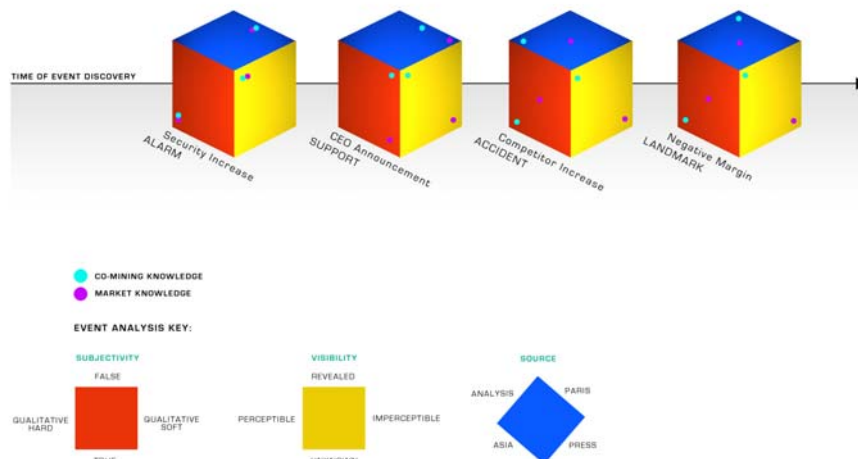 TIME OF EVENT DISCOVERY
Security Increase
ALARM
CEO Announcement
SUPPORT
Competitor Increase
ACCIDENT
Negative Margin
LANDMARK
CO-MINING KNOWLEDGE
MARKET KNOWLEDGE
EVENT ANALYSIS KEY:
SUBJECTIVITY
VISIBILITY
SOURCE
FALSE
REVEALED
ANALYSIS
PARIS
QUALITATIVE
HARD
QUALITATIVE
SOFT
PERCEPTIBLE
IMPERCEPTIBLE
ASIA
PRESS